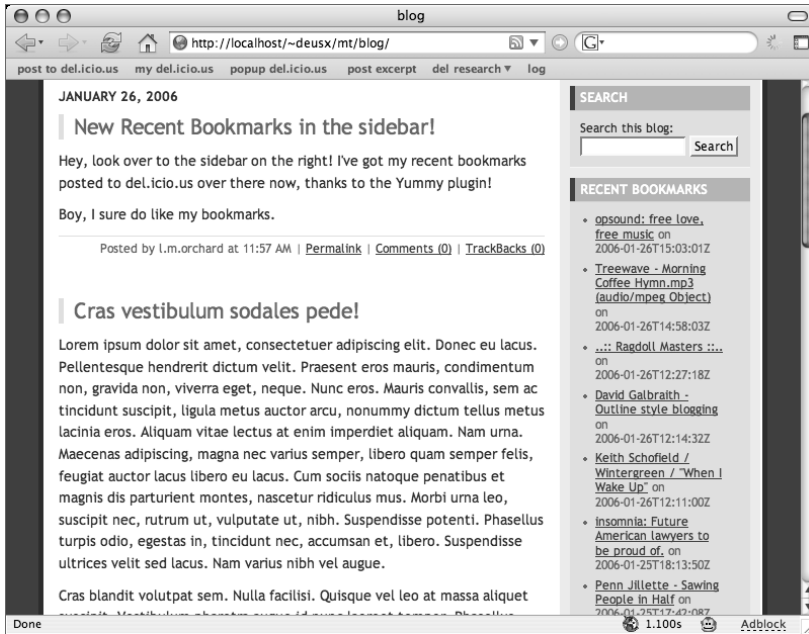 blog
http://localhost/~deusx/mt/blog/
G
post to del.icio.us my del.icio.us popup del.icio.us post excerpt del research log
JANUARY 26, 2006
New Recent Bookmarks in the sidebar!
Hey, look over to the sidebar on the right! I've got my recent bookmarks
posted to del.icio.us over there now, thanks to the Yummy plugin!
Boy, I sure do like my bookmarks.
Posted by l.m.orchard at 11:57 AM | Permalink | Comments (0) | TrackBacks (0)
Cras vestibulum sodales pede!
Lorem ipsum dolor sit amet, consectetuer adipiscing elit. Donec eu lacus.
Pellentesque hendrerit dictum velit. Praesent eros mauris, condimentum
non, gravida non, viverra eget, neque. Nunc eros. Mauris convallis, sem ac
tincidunt suscipit, ligula metus auctor arcu, nonummy dictum tellus metus
lacinia eros. Aliquam vitae lectus at enim imperdiet aliquam. Nam urna.
Maecenas adipiscing, magna nec varius semper, libero quam semper felis,
feugiat auctor lacus libero eu lacus. Cum sociis natoque penatibus et
magnis dis parturient montes, nascetur ridiculus mus. Morbi urna leo,
suscipit nec, rutrum ut, vulputate ut, nibh. Suspendisse potenti. Phasellus
turpis odio, egestas in, tincidunt nec, accumsan et, libero. Suspendisse
ultrices velit sed lacus. Nam varius nibh vel augue.
Cras blandit volutpat sem. Nulla facilisi. Quisque vel leo at massa aliquet
SEARCH
Search this blog:
Search
RECENT BOOKMARKS
opsound: free love,
free music on
2006-01-26T15:03:01Z
Treewave - Morning
Coffee Hymn.mp3
(audio/mpeg Object)
on
2006-01-26T14:58:03Z
..:: Ragdoll Masters ::..
on
2006-01-26T12:27:18Z
David Galbraith -
Outline style blogging
on
2006-01-26T12:14:32Z
Keith Schofield /
Wintergreen / "When I
Wake Up" on
2006-01-26T12:11:00Z
insomnia: Future
American lawyers to
be proud of. on
2006-01-25T18:13:50Z
Penn Jillette - Sawing
People in Half on
2006-01-25T17:42:08Z
Done
1.100s
Adblock